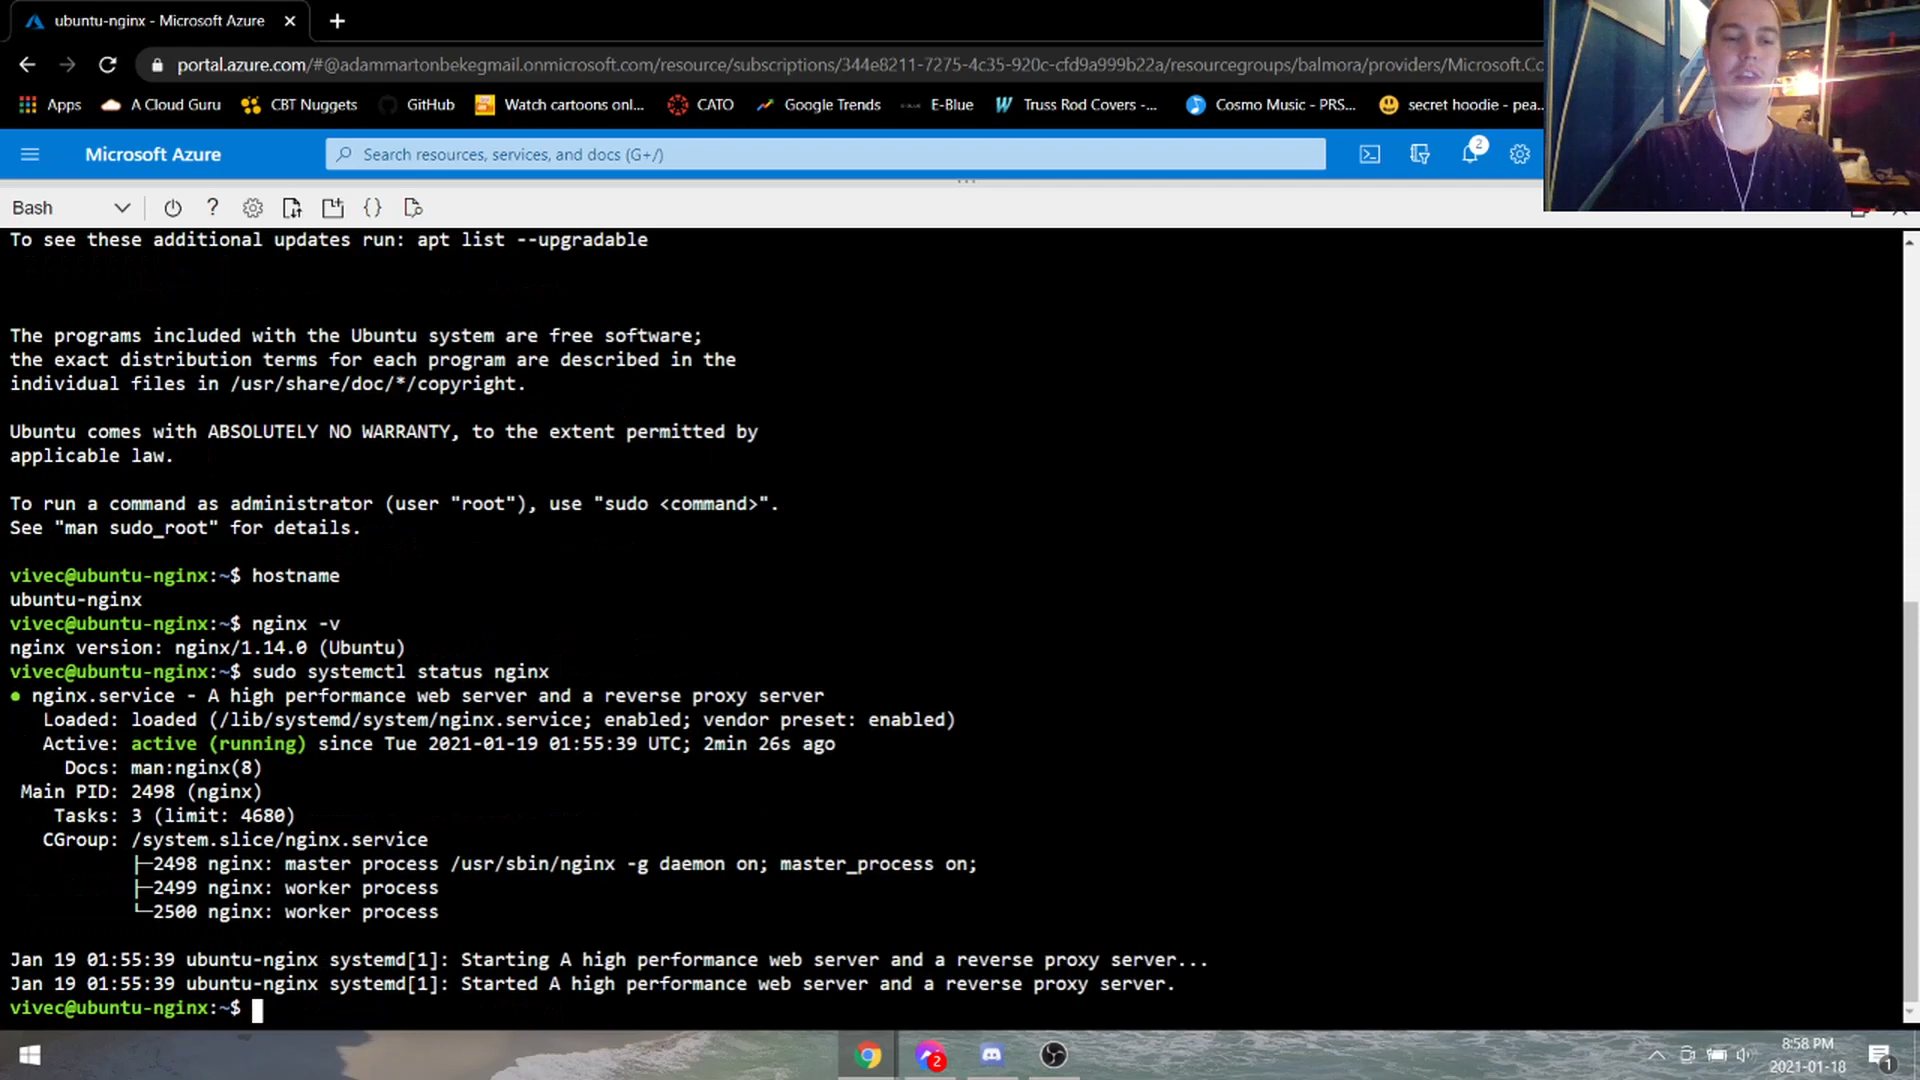 ubuntu-nginx - Microsoft Azure
portal.azure.com/#@adammartonbekegmail.onmicrosoft.com/resource/subscriptions/344e8211-7275-4c35-920c-cfd9a999b22a/resourcegroups/balmora/providers/Microsoft.Co
Apps A Cloud Guru CBT Nuggets GitHub Watch cartoons onl... CATO Google Trends E-Blue Truss Rod Covers -... Cosmo Music - PRS... secret hoodie - pea...
Microsoft Azure Search resources, services, and docs (G+/) 2
Bash
To see these additional updates run: apt list --upgradable
The programs included with the Ubuntu system are free software;
the exact distribution terms for each program are described in the
individual files in /usr/share/doc/*/copyright.
Ubuntu comes with ABSOLUTELY NO WARRANTY, to the extent permitted by
applicable law.
To run a command as administrator (user "root"), use "sudo <command>".
See "man sudo_root" for details.
vivec@ubuntu-nginx:~$ hostname
ubuntu-nginx
vivec@ubuntu-nginx:~$ nginx -v
nginx version: nginx/1.14.0 (Ubuntu)
vivec@ubuntu-nginx:~$ sudo systemctl status nginx
● nginx.service - A high performance web server and a reverse proxy server
Loaded: loaded (/lib/systemd/system/nginx.service; enabled; vendor preset: enabled)
Active: active (running) since Tue 2021-01-19 01:55:39 UTC; 2min 26s ago
Docs: man:nginx(8)
Main PID: 2498 (nginx)
Tasks: 3 (limit: 4680)
CGroup: /system.slice/nginx.service
├─2498 nginx: master process /usr/sbin/nginx -g daemon on; master_process on;
├─2499 nginx: worker process
└─2500 nginx: worker process
Jan 19 01:55:39 ubuntu-nginx systemd[1]: Starting A high performance web server and a reverse proxy server...
Jan 19 01:55:39 ubuntu-nginx systemd[1]: Started A high performance web server and a reverse proxy server.
vivec@ubuntu-nginx:~$
2
8:58 PM
2021-01-18
1